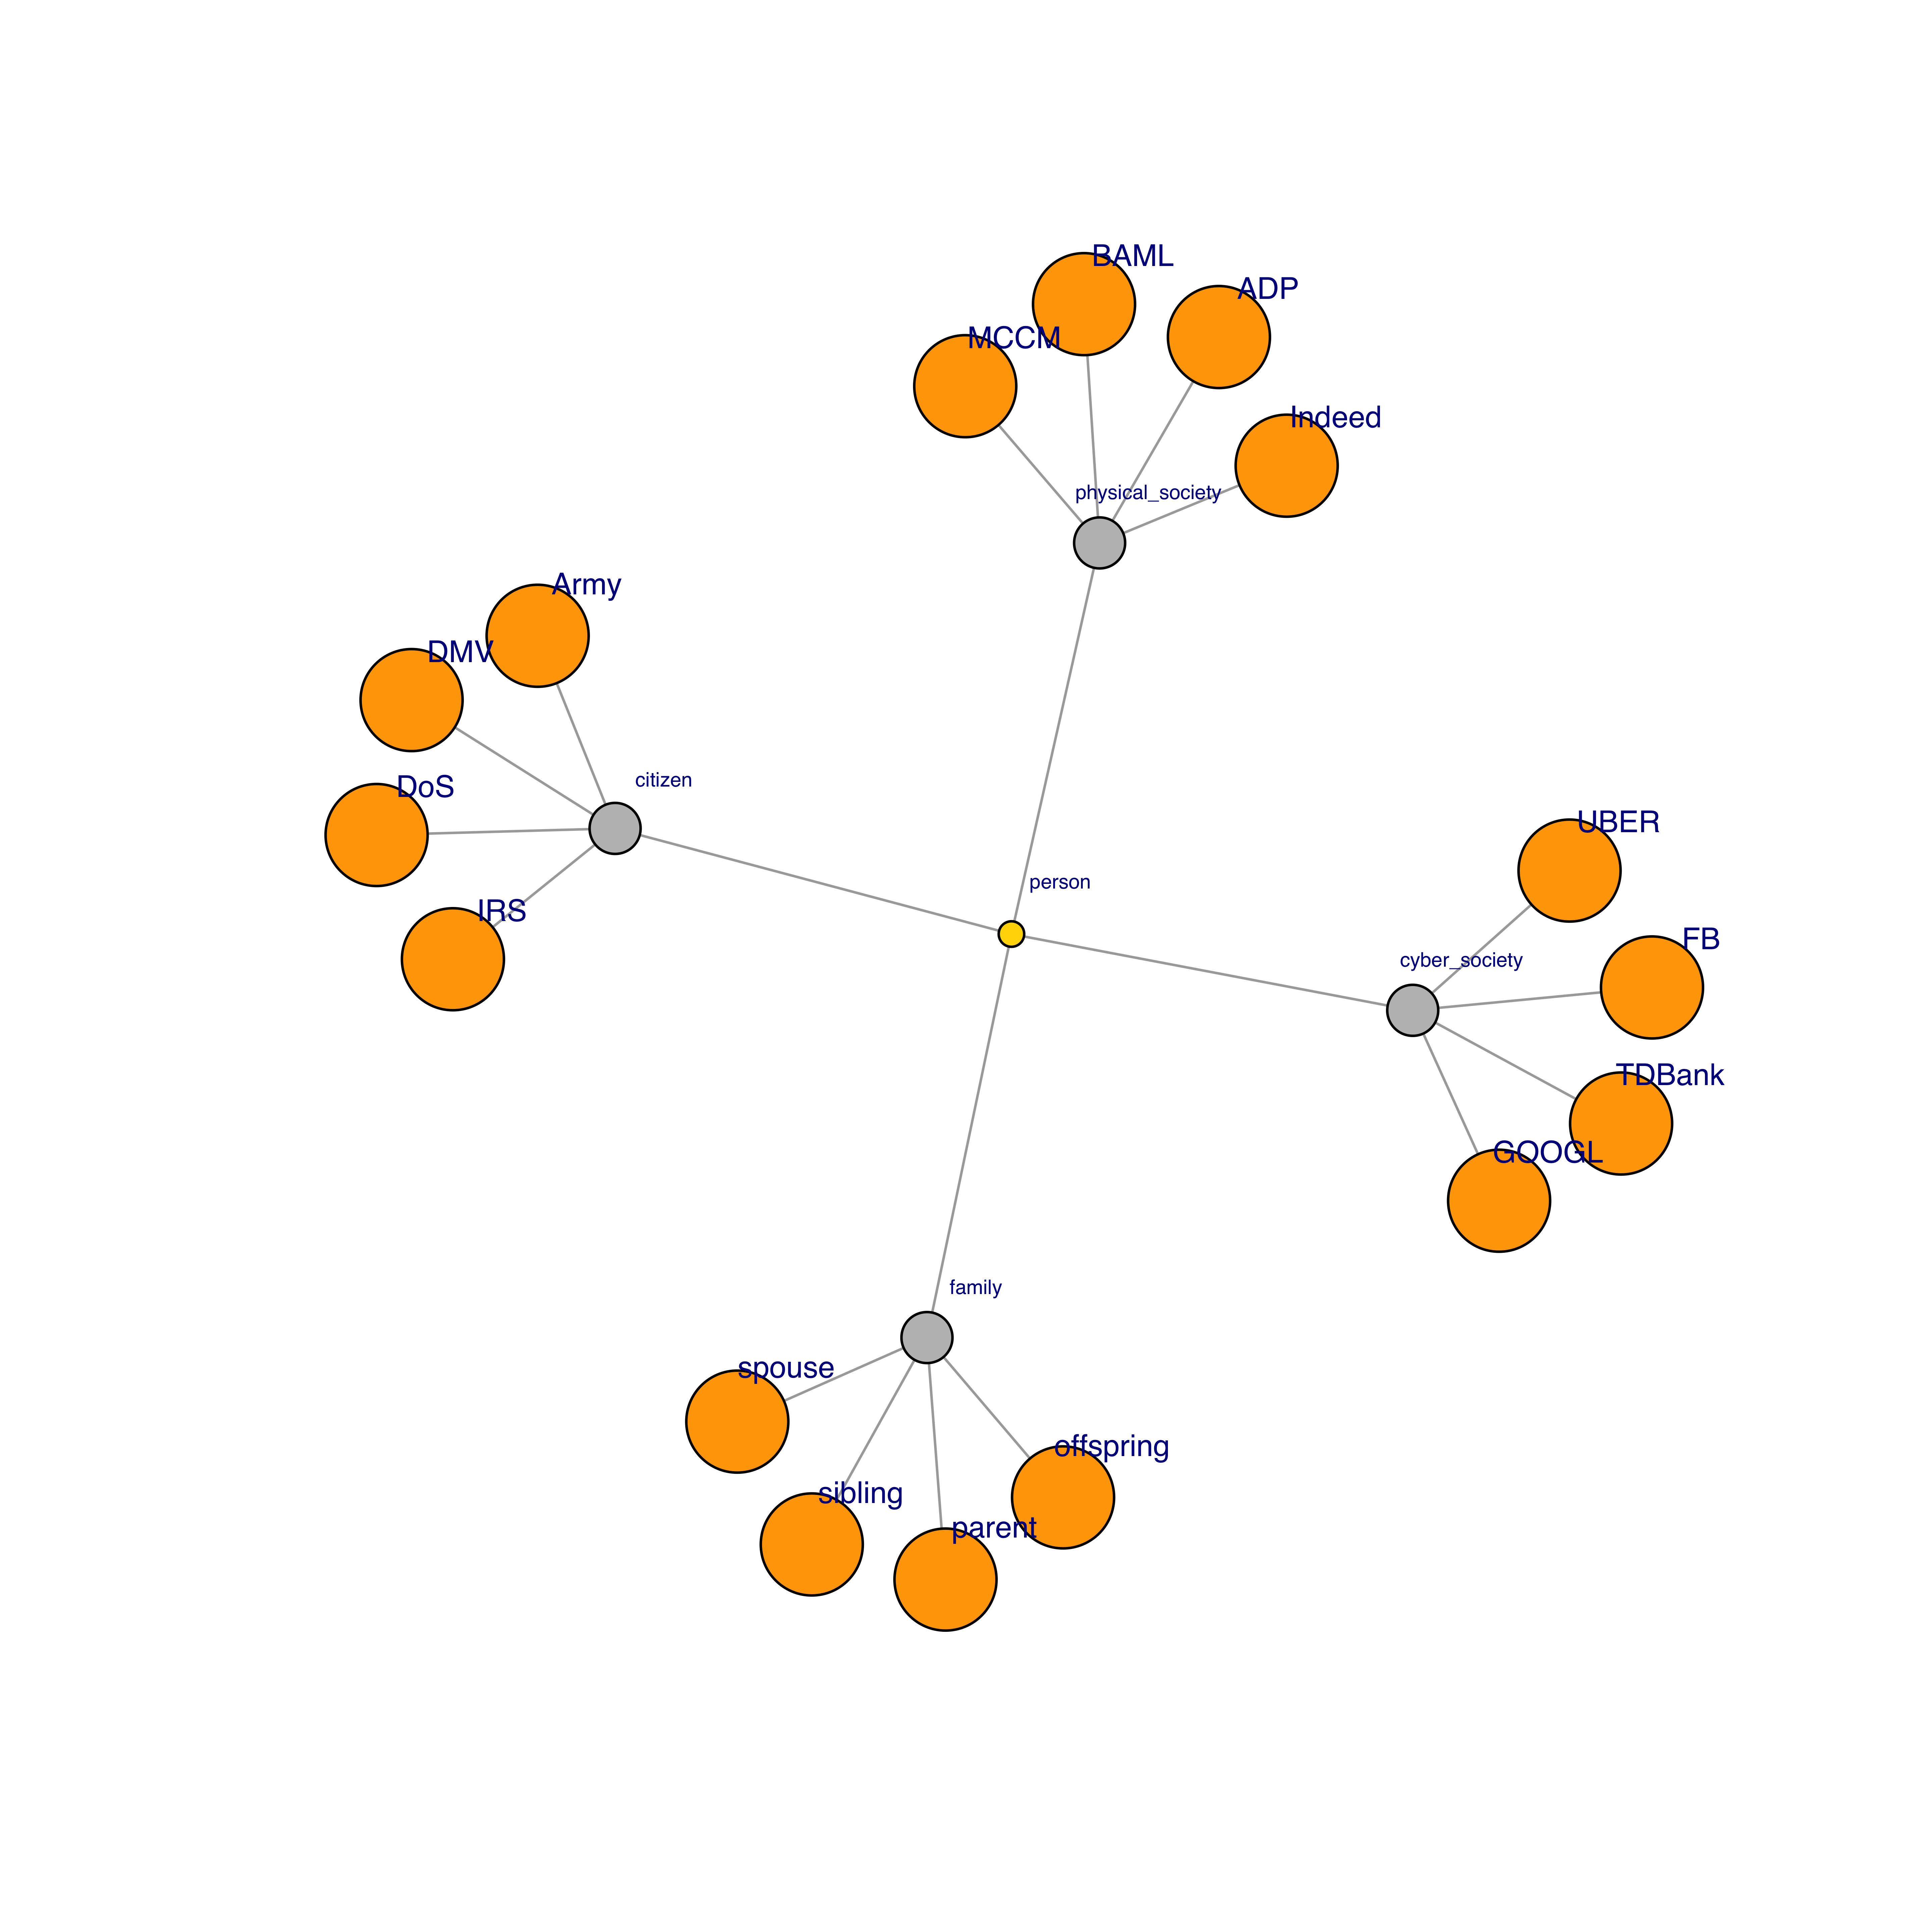 BAML
ADP
MCCM
Indeed
physical_society
Army
DMV
citizen
DoS
UBER
person
IRS
FB
cyber_society
TDBank
GOOGL
family
spouse
offspring
sibling
parent